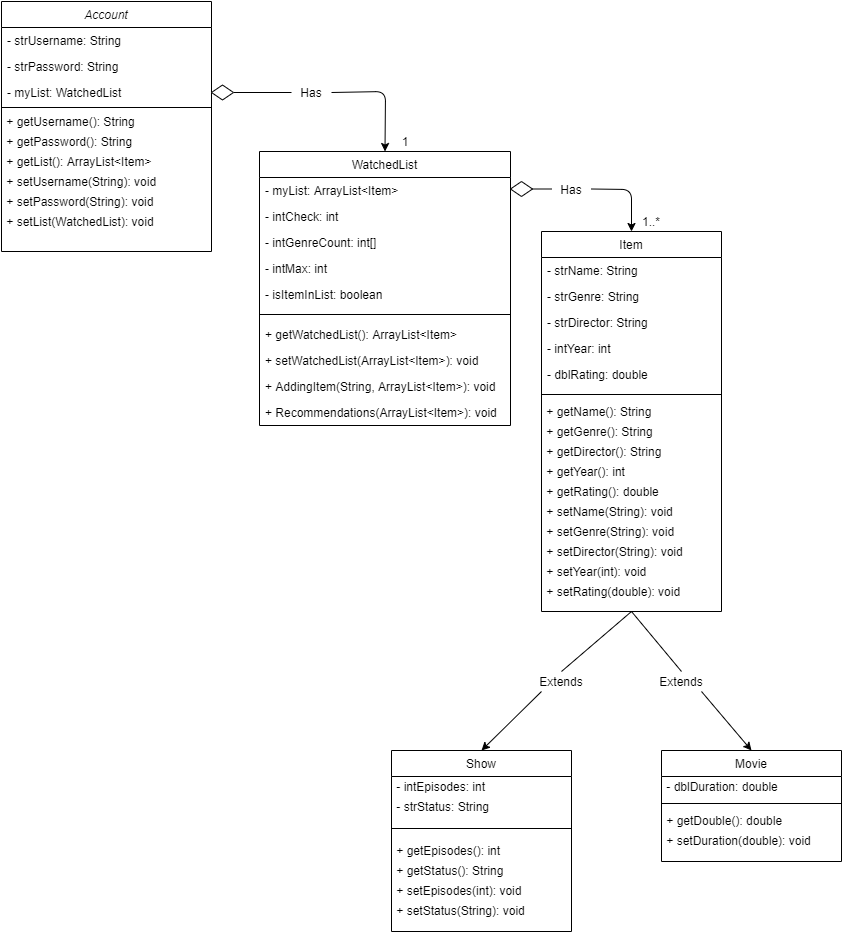 Account
- strUsername: String
- strPassword: String
- myList: WatchedList
+ getUsername(): String
+ getPassword(): String
+ getList(): ArrayList<Item>
+ setUsername(String): void
+ setPassword(String): void
+ setList(WatchedList): void
Has
1
WatchedList
- myList: ArrayList<Item>
- intCheck: int
- intGenreCount: int[]
- intMax: int
- isItemInList: boolean
+ getWatchedList(): ArrayList<Item>
+ setWatchedList(ArrayList<Item>): void
+ AddingItem(String, ArrayList<Item>): void
+ Recommendations(ArrayList<Item>): void
Has
1..*
Item
- strName: String
- strGenre: String
- strDirector: String
- intYear: int
- dblRating: double
+ getName(): String
+ getGenre(): String
+ getDirector(): String
+ getYear(): int
+ getRating(): double
+ setName(String): void
+ setGenre(String): void
+ setDirector(String): void
+ setYear(int): void
+ setRating(double): void
Extends
Extends
Show
- intEpisodes: int
- strStatus: String
+ getEpisodes(): int
+ getStatus(): String
+ setEpisodes(int): void
+ setStatus(String): void
Movie
- dblDuration: double
+ getDouble(): double
+ setDuration(double): void